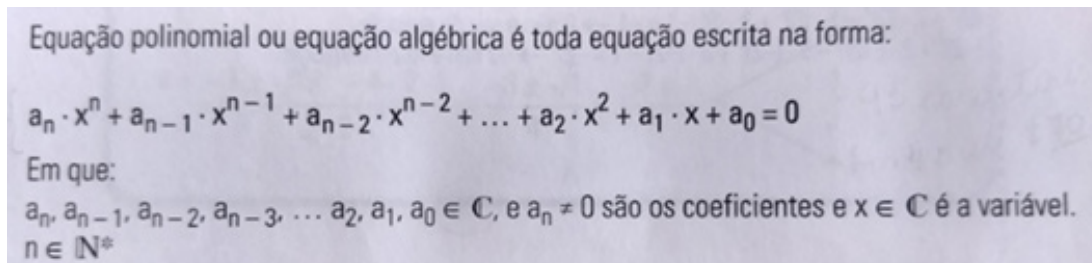 Equação polinomial ou equação algébrica é toda equação escrita na forma:
aₙ · xⁿ + aₙ₋₁ · xⁿ⁻¹ + aₙ₋₂ · xⁿ⁻² + ... + a₂ · x² + a₁ · x + a₀ = 0
Em que:
aₙ, aₙ₋₁, aₙ₋₂, aₙ₋₃, ... a₂, a₁, a₀ ∈ ℂ, e aₙ ≠ 0 são os coeficientes e x ∈ ℂ é a variável.
n ∈ ℕ*